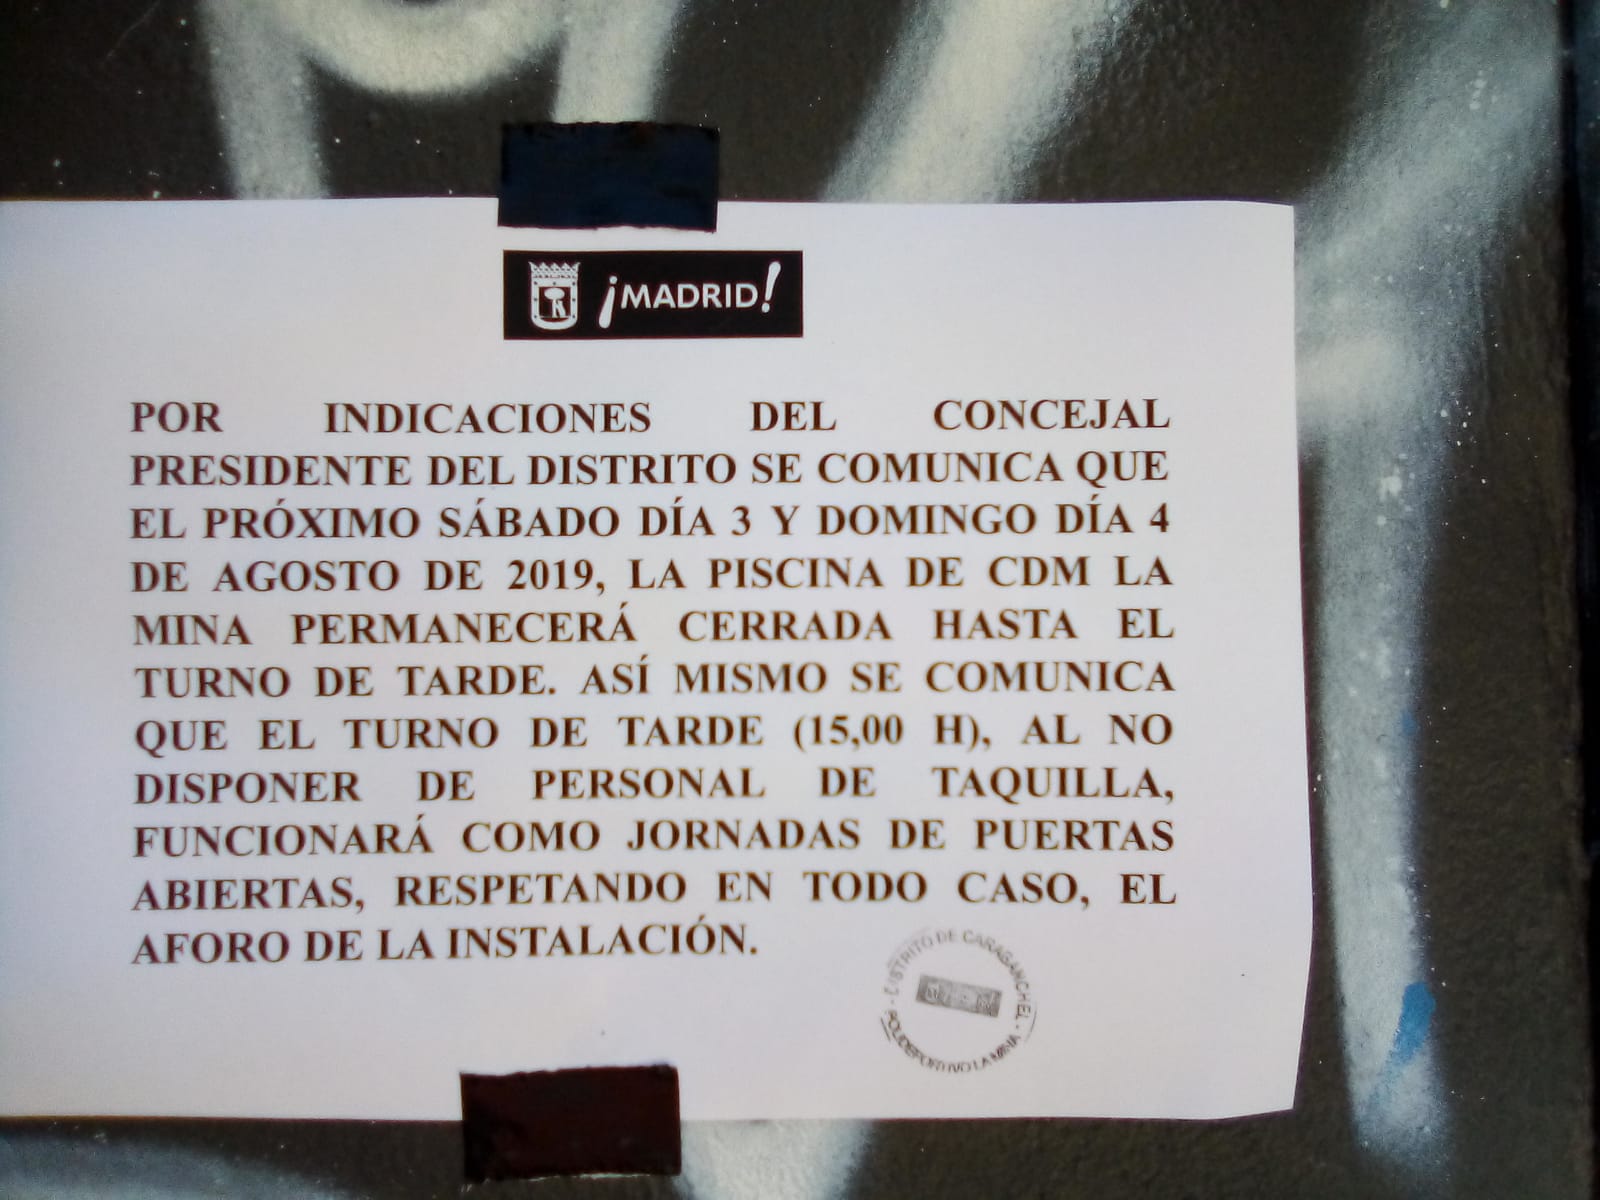 ¡MADRID!
POR INDICACIONES DEL CONCEJAL
PRESIDENTE DEL DISTRITO SE COMUNICA QUE
EL PRÓXIMO SÁBADO DÍA 3 Y DOMINGO DÍA 4
DE AGOSTO DE 2019, LA PISCINA DE CDM LA
MINA PERMANECERÁ CERRADA HASTA EL
TURNO DE TARDE. ASÍ MISMO SE COMUNICA
QUE EL TURNO DE TARDE (15,00 H), AL NO
DISPONER DE PERSONAL DE TAQUILLA,
FUNCIONARÁ COMO JORNADAS DE PUERTAS
ABIERTAS, RESPETANDO EN TODO CASO, EL
AFORO DE LA INSTALACIÓN.
DISTRITO DE CARABANCHEL
POLIDEPORTIVO LA MINA